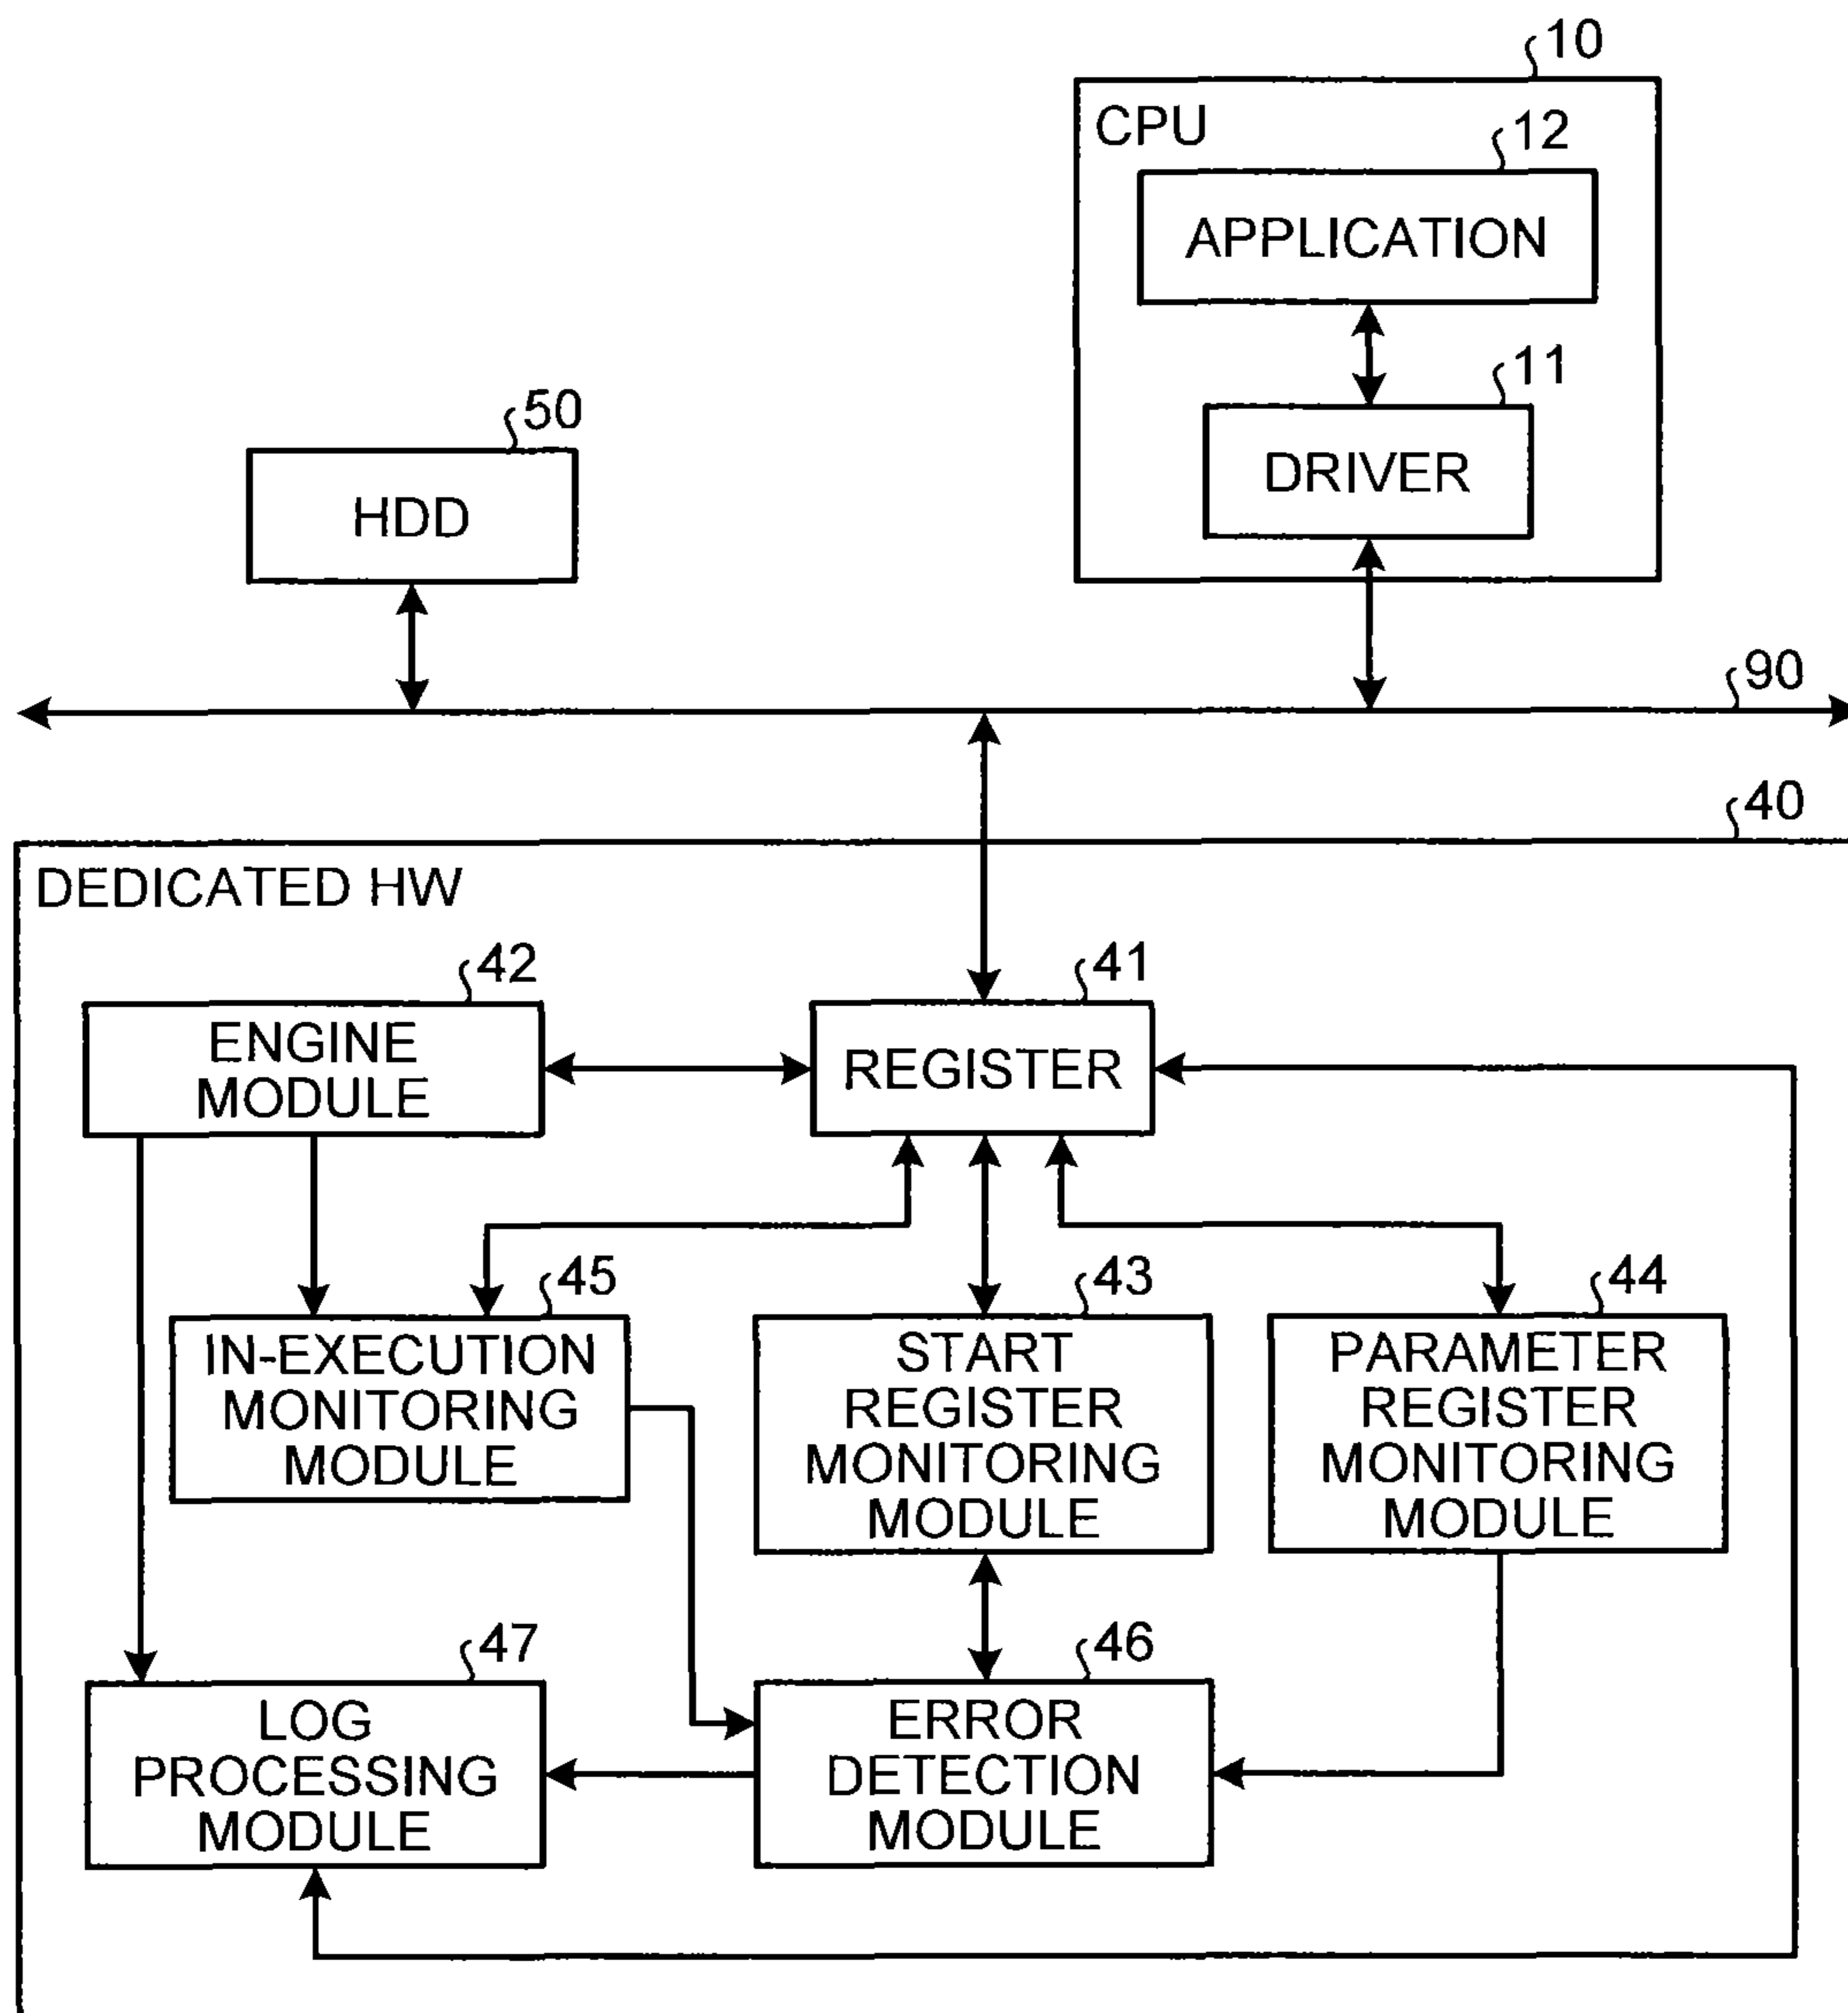 10
CPU
12
APPLICATION
11
DRIVER
50
HDD
90
40
DEDICATED HW
42
ENGINE
MODULE
41
REGISTER
45
IN-EXECUTION
MONITORING
MODULE
43
START
REGISTER
MONITORING
MODULE
44
PARAMETER
REGISTER
MONITORING
MODULE
47
LOG
PROCESSING
MODULE
46
ERROR
DETECTION
MODULE